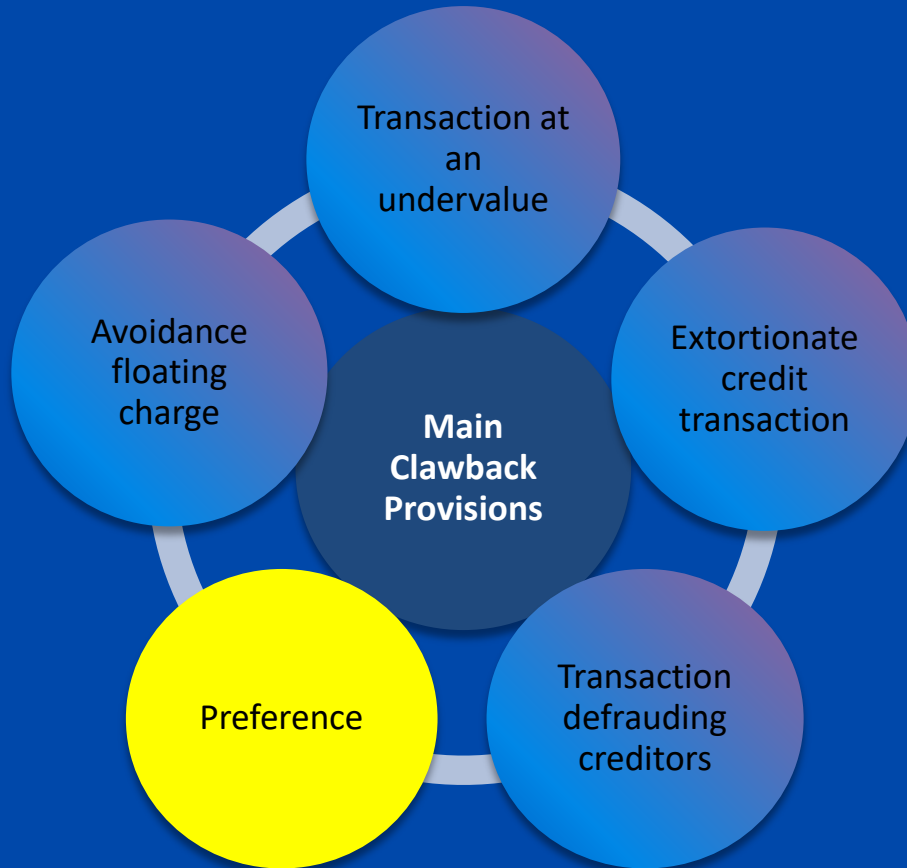 Transaction at
an
undervalue
Extortionate
credit
transaction
Transaction
defrauding
creditors
Preference
Avoidance
floating
charge
Main
Clawback
Provisions